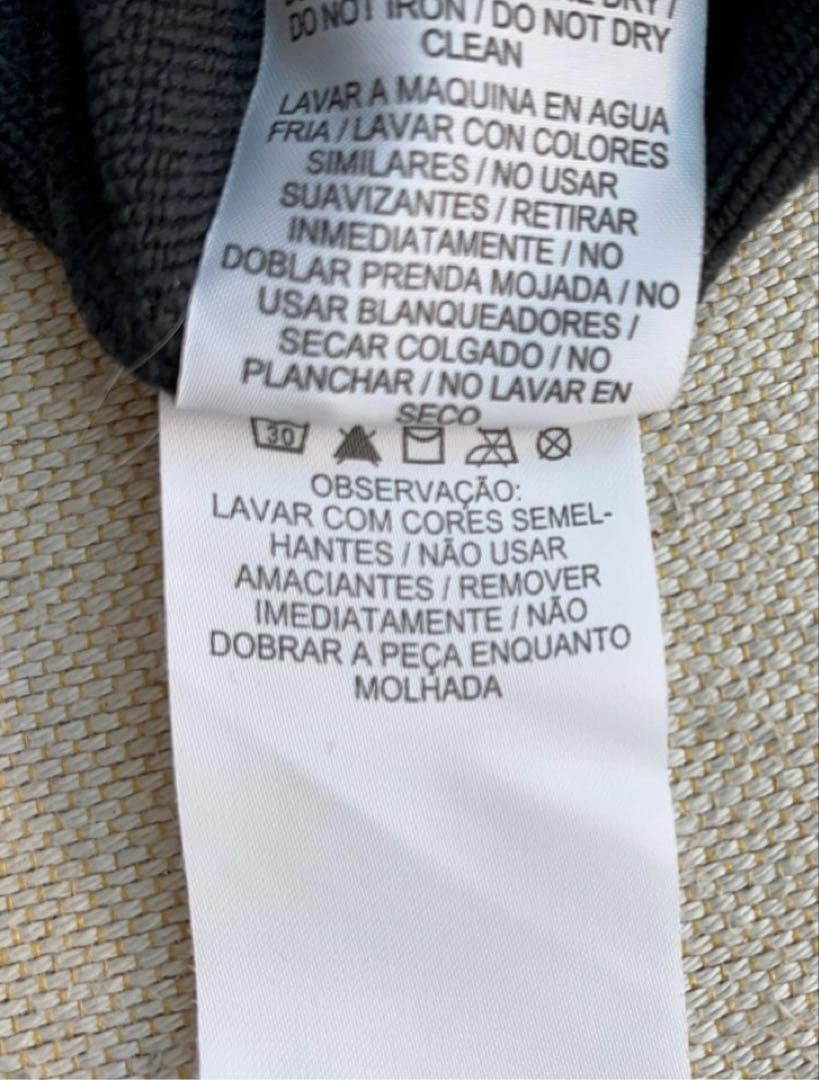 DRY /
DO NOT IRON / DO NOT DRY
CLEAN
LAVAR A MAQUINA EN AGUA
FRIA / LAVAR CON COLORES
SIMILARES / NO USAR
SUAVIZANTES / RETIRAR
INMEDIATAMENTE / NO
DOBLAR PRENDA MOJADA / NO
USAR BLANQUEADORES /
SECAR COLGADO / NO
PLANCHAR / NO LAVAR EN
SECO
30
OBSERVAÇÃO:
LAVAR COM CORES SEMEL-
HANTES / NÃO USAR
AMACIANTES / REMOVER
IMEDIATAMENTE / NÃO
DOBRAR A PEÇA ENQUANTO
MOLHADA